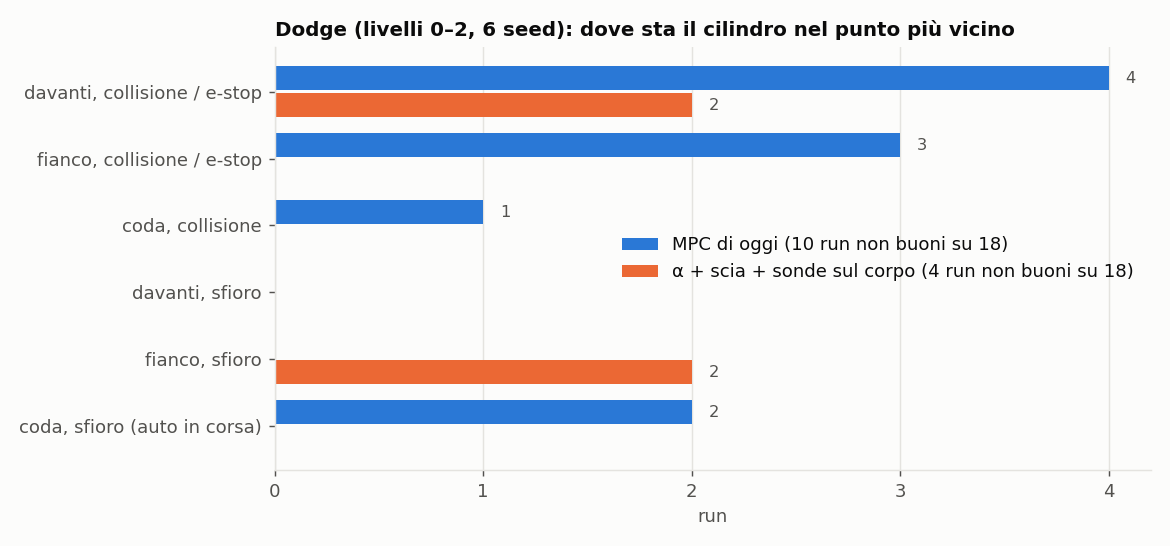 Dodge (livelli 0–2, 6 seed): dove sta il cilindro nel punto più vicino
davanti, collisione / e-stop
4
2
fianco, collisione / e-stop
3
coda, collisione
1
MPC di oggi (10 run non buoni su 18)
α + scia + sonde sul corpo (4 run non buoni su 18)
davanti, sfioro
fianco, sfioro
2
coda, sfioro (auto in corsa)
2
0 1 2 3 4
run